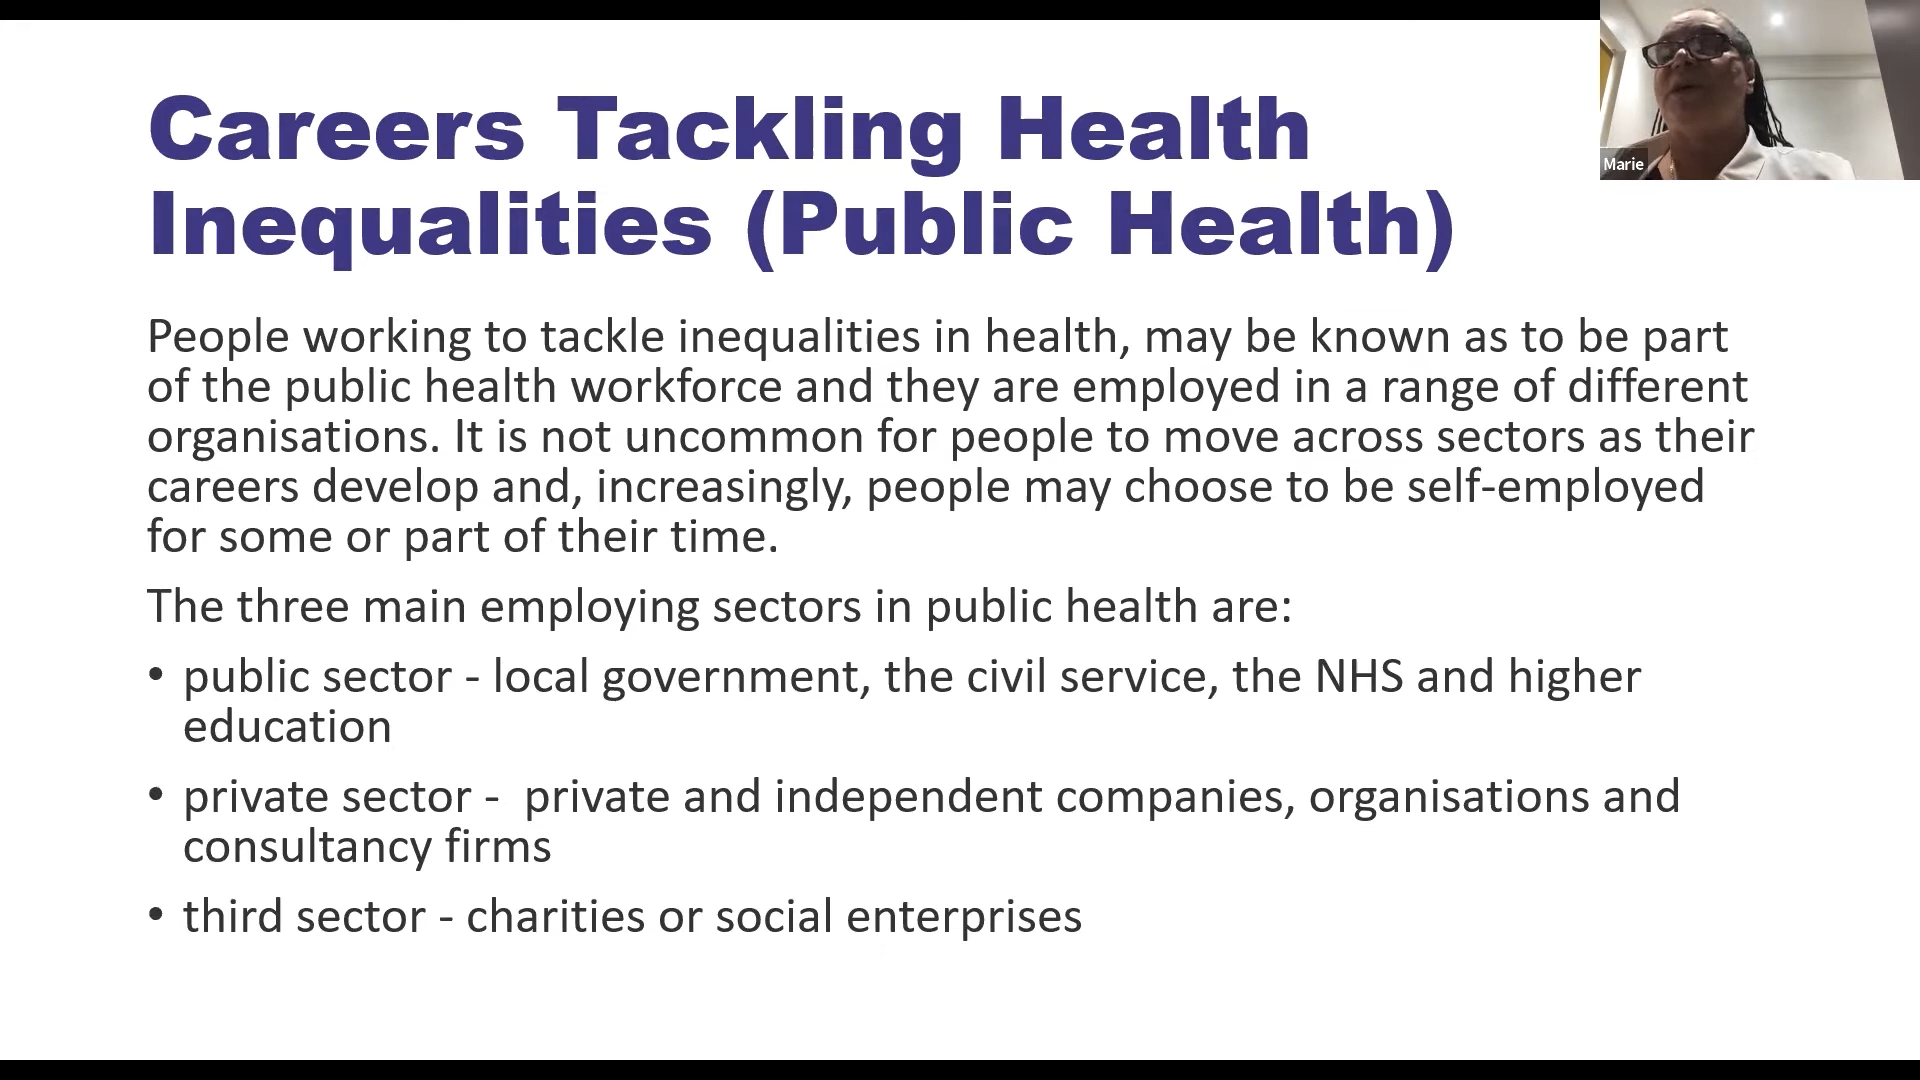 Careers Tackling Health
Inequalities (Public Health)
Marie
People working to tackle inequalities in health, may be known as to be part
of the public health workforce and they are employed in a range of different
organisations. It is not uncommon for people to move across sectors as their
careers develop and, increasingly, people may choose to be self-employed
for some or part of their time.
The three main employing sectors in public health are:
• public sector - local government, the civil service, the NHS and higher
education
• private sector -  private and independent companies, organisations and
consultancy firms
• third sector - charities or social enterprises